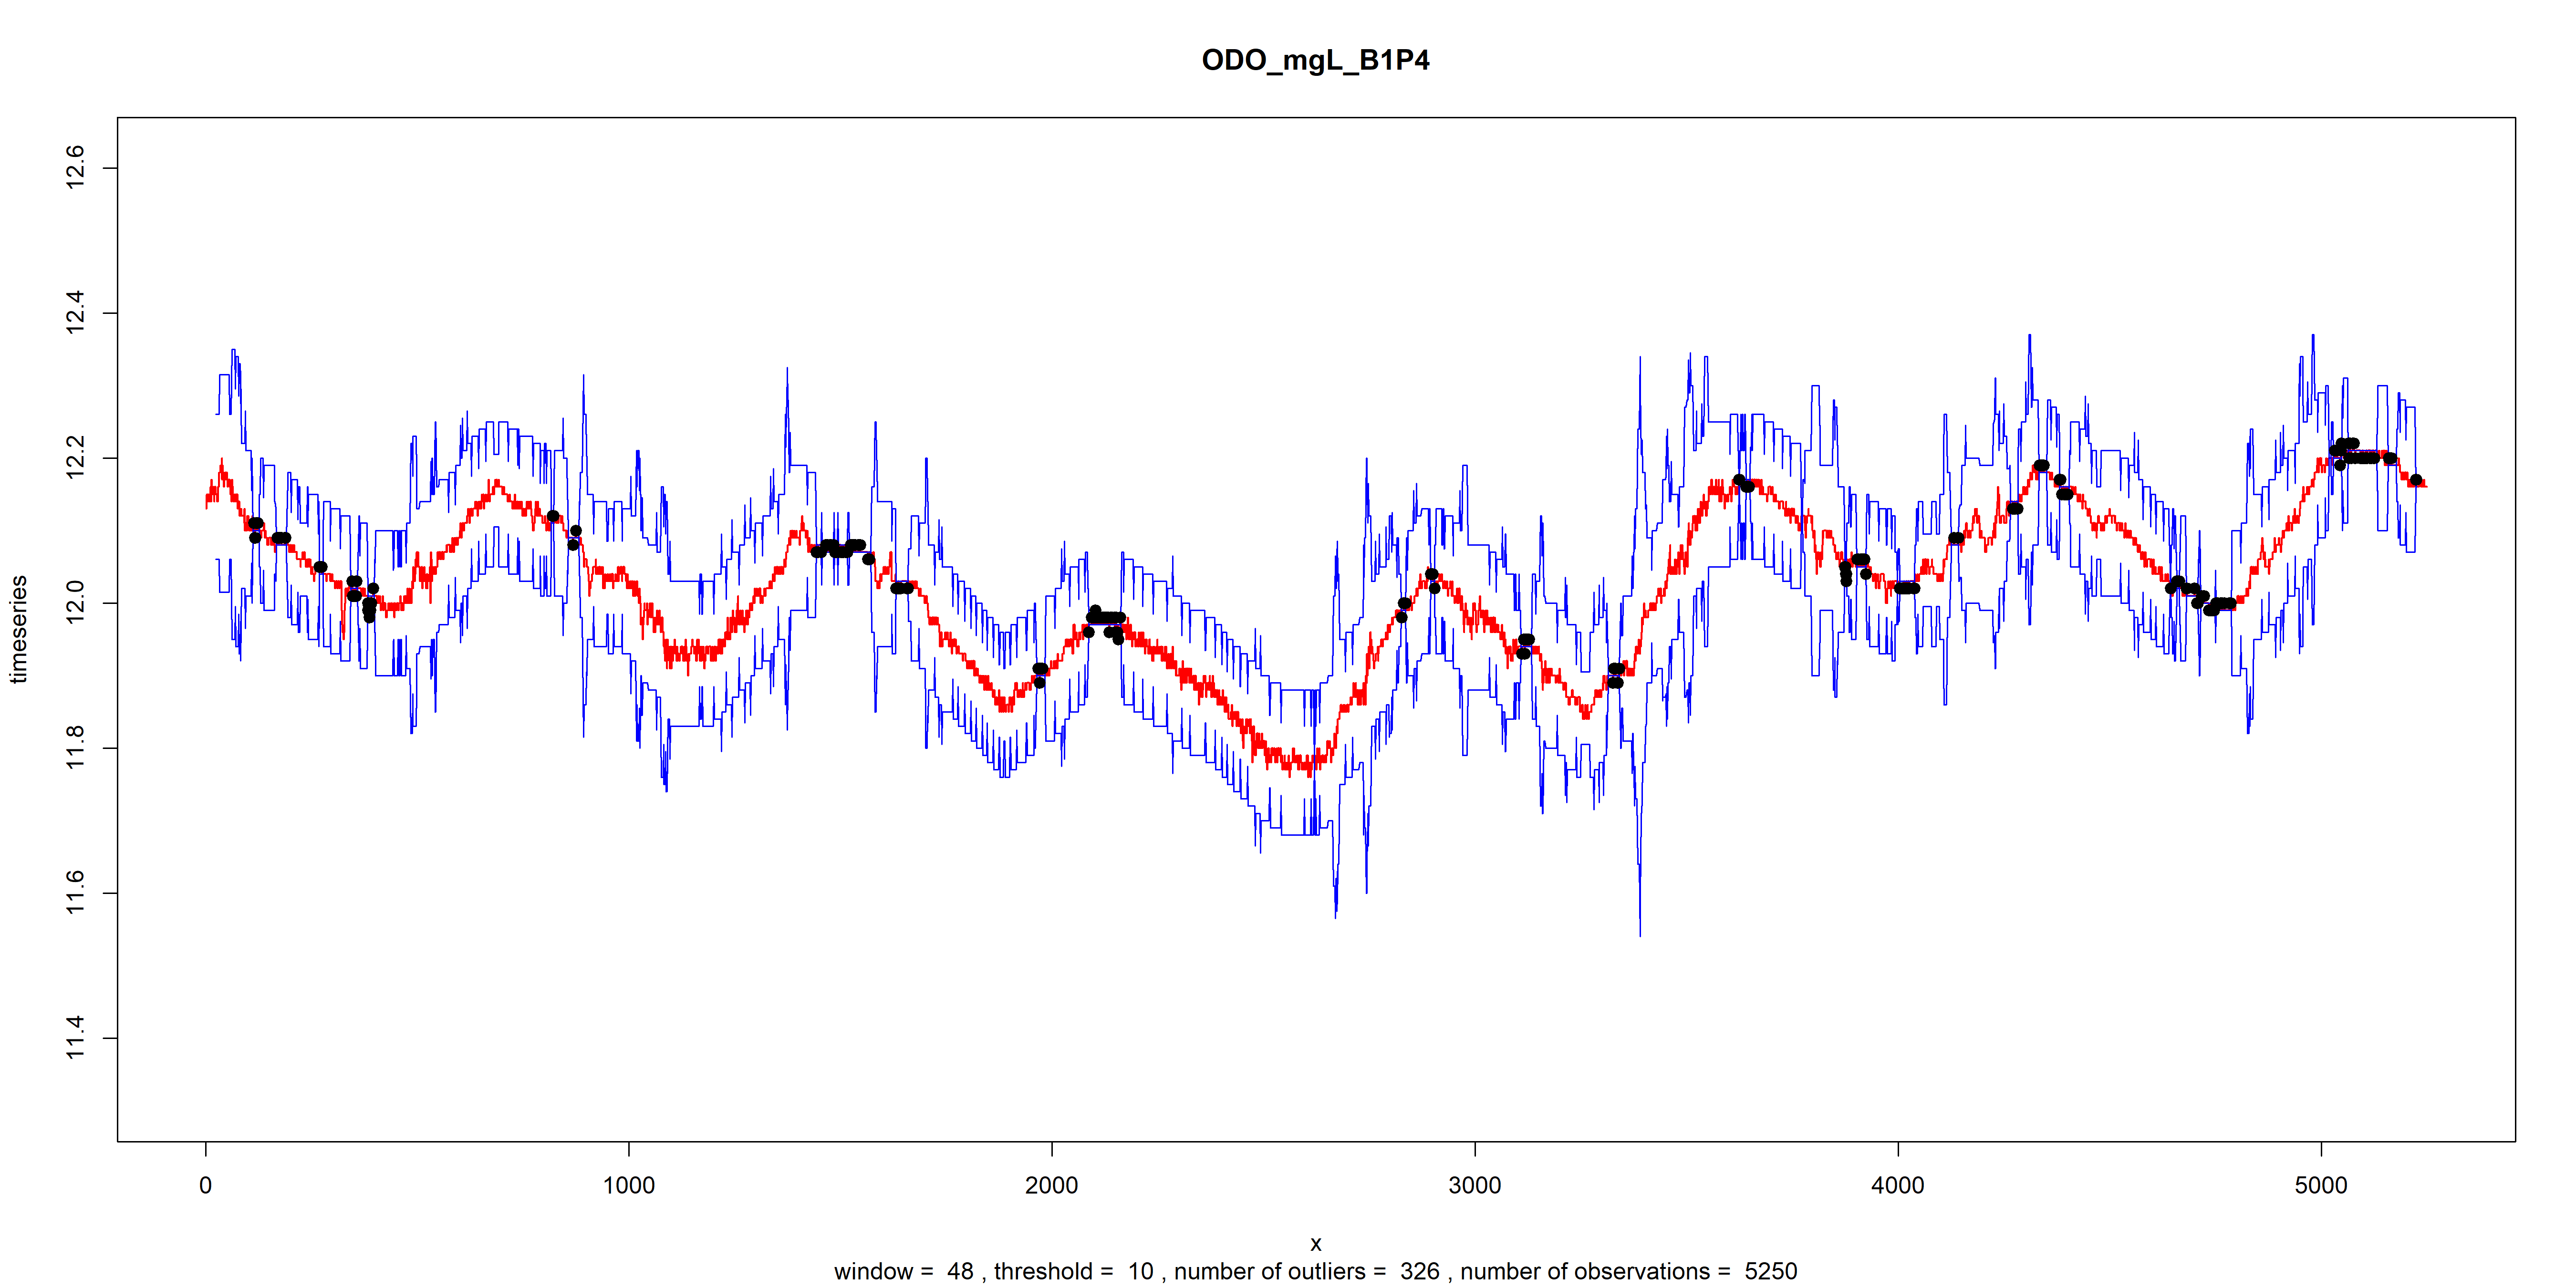 ODO_mgL_B1P4
12.6
12.4
12.2
12.0
11.8
11.6
11.4
timeseries
0 1000 2000 3000 4000 5000
x
window =  48 , threshold =  10 , number of outliers =  326 , number of observations =  5250